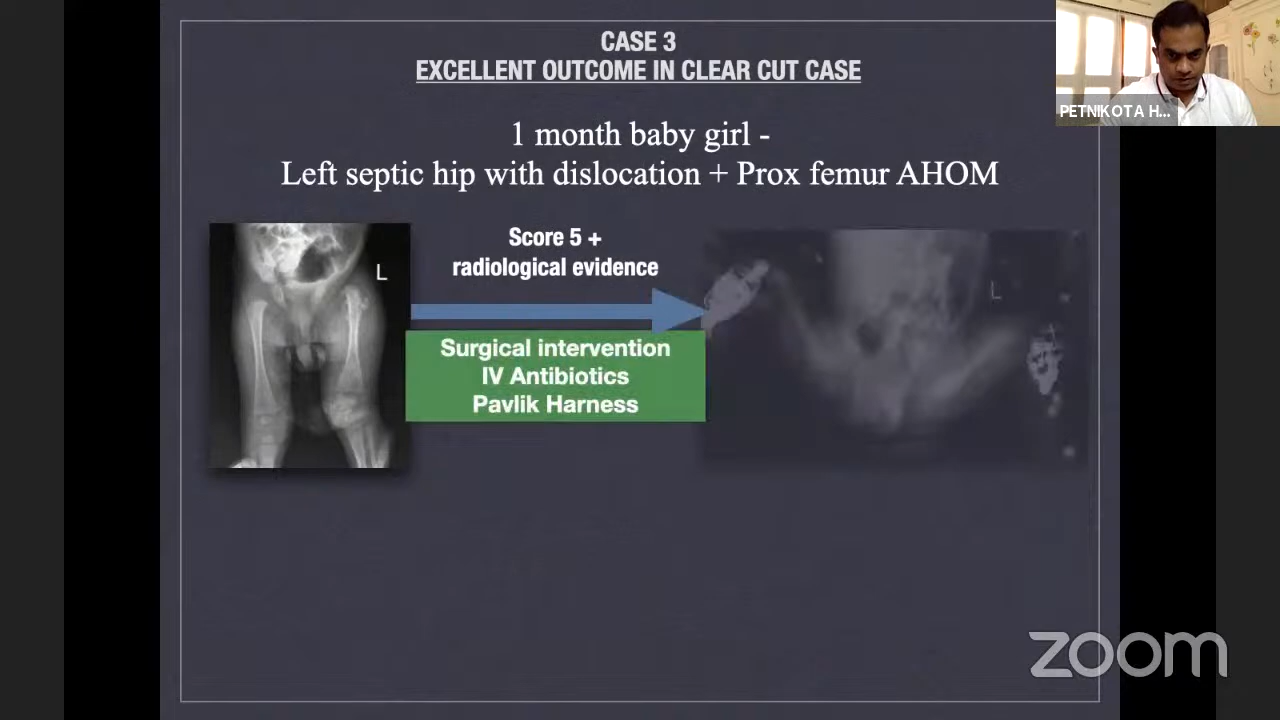 CASE 3
EXCELLENT OUTCOME IN CLEAR CUT CASE
PETNIKOTA H...
1 month baby girl -
Left septic hip with dislocation + Prox femur AHOM
Score 5 +
radiological evidence
L
L
Surgical intervention
IV Antibiotics
Pavlik Harness
zoom